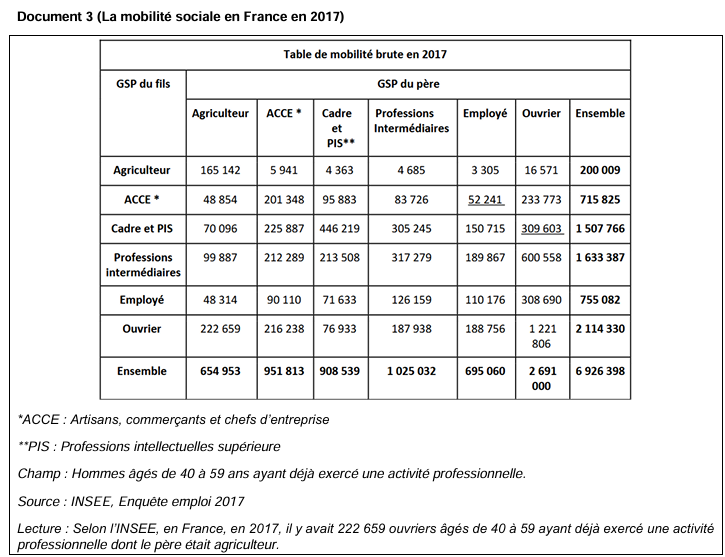 Document 3 (La mobilité sociale en France en 2017)
Table de mobilité brute en 2017
GSP du fils GSP du père
Agriculteur ACCE * Cadre et PIS** Professions Intermédiaires Employé Ouvrier Ensemble
Agriculteur 165 142 5 941 4 363 4 685 3 305 16 571 200 009
ACCE * 48 854 201 348 95 883 83 726 52 241 233 773 715 825
Cadre et PIS 70 096 225 887 446 219 305 245 150 715 309 603 1 507 766
Professions intermédiaires 99 887 212 289 213 508 317 279 189 867 600 558 1 633 387
Employé 48 314 90 110 71 633 126 159 110 176 308 690 755 082
Ouvrier 222 659 216 238 76 933 187 938 188 756 1 221 806 2 114 330
Ensemble 654 953 951 813 908 539 1 025 032 695 060 2 691 000 6 926 398
*ACCE : Artisans, commerçants et chefs d'entreprise
**PIS : Professions intellectuelles supérieure
Champ : Hommes âgés de 40 à 59 ans ayant déjà exercé une activité professionnelle.
Source : INSEE, Enquête emploi 2017
Lecture : Selon l'INSEE, en France, en 2017, il y avait 222 659 ouvriers âgés de 40 à 59 ayant déjà exercé une activité
professionnelle dont le père était agriculteur.